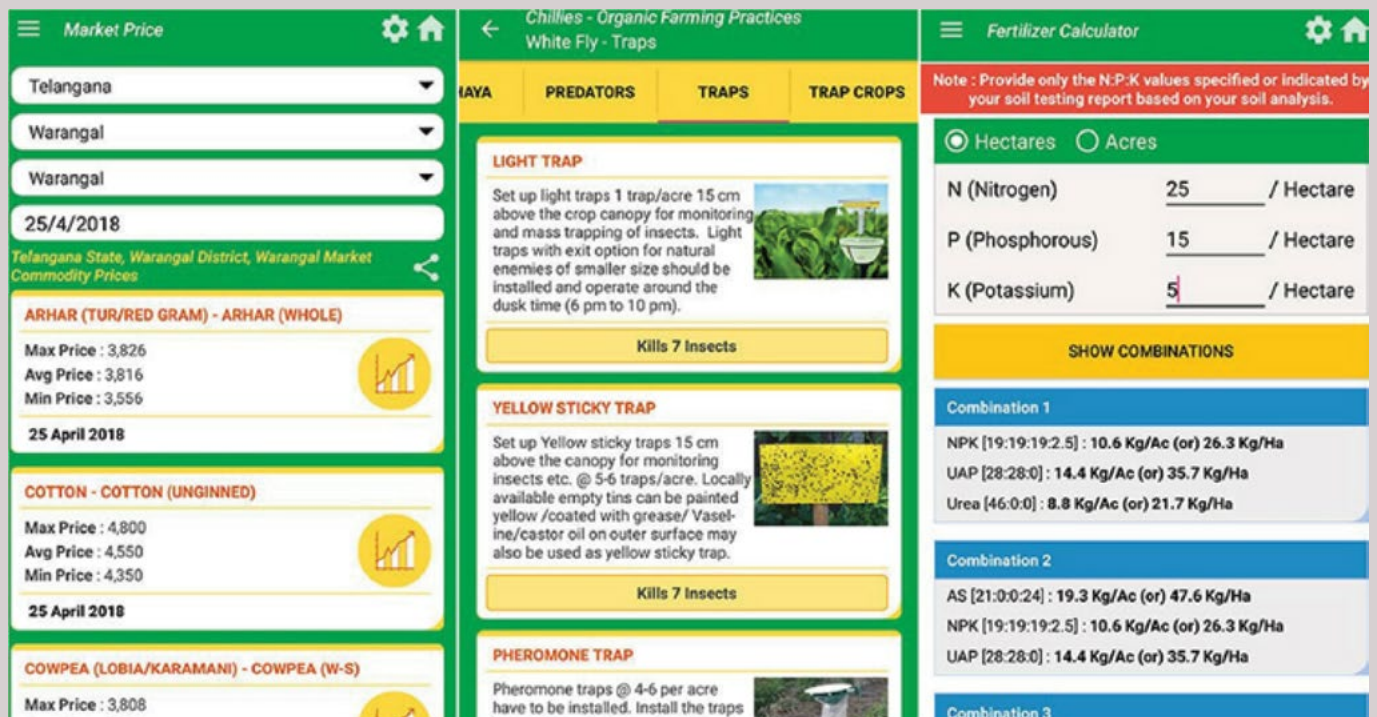 Market Price
Telangana
Warangal
Warangal
25/4/2018
Telangana State, Warangal District, Warangal Market
Commodity Prices
ARHAR (TUR/RED GRAM) - ARHAR (WHOLE)
Max Price : 3,826
Avg Price : 3,816
Min Price : 3,556
25 April 2018
COTTON - COTTON (UNGINNED)
Max Price : 4,800
Avg Price : 4,550
Min Price : 4,350
25 April 2018
COWPEA (LOBIA/KARAMANI) - COWPEA (W-S)
Max Price : 3,808
Chillies - Organic Farming Practices
White Fly - Traps
HAYA PREDATORS TRAPS TRAP CROPS
LIGHT TRAP
Set up light traps 1 trap/acre 15 cm
above the crop canopy for monitoring
and mass trapping of insects. Light
traps with exit option for natural
enemies of smaller size should be
installed and operate around the
dusk time (6 pm to 10 pm).
Kills 7 Insects
YELLOW STICKY TRAP
Set up Yellow sticky traps 15 cm
above the canopy for monitoring
insects etc. @ 5-6 traps/acre. Locally
available empty tins can be painted
yellow /coated with grease/ Vasel-
ine/castor oil on outer surface may
also be used as yellow sticky trap.
Kills 7 Insects
PHEROMONE TRAP
Pheromone traps @ 4-6 per acre
have to be installed. Install the traps
Fertilizer Calculator
Note : Provide only the N:P:K values specified or indicated by
your soil testing report based on your soil analysis.
Hectares Acres
N (Nitrogen) 25 / Hectare
P (Phosphorous) 15 / Hectare
K (Potassium) 5 / Hectare
SHOW COMBINATIONS
Combination 1
NPK [19:19:19:2.5] : 10.6 Kg/Ac (or) 26.3 Kg/Ha
UAP [28:28:0] : 14.4 Kg/Ac (or) 35.7 Kg/Ha
Urea [46:0:0] : 8.8 Kg/Ac (or) 21.7 Kg/Ha
Combination 2
AS [21:0:0:24] : 19.3 Kg/Ac (or) 47.6 Kg/Ha
NPK [19:19:19:2.5] : 10.6 Kg/Ac (or) 26.3 Kg/Ha
UAP [28:28:0] : 14.4 Kg/Ac (or) 35.7 Kg/Ha
Combination 3